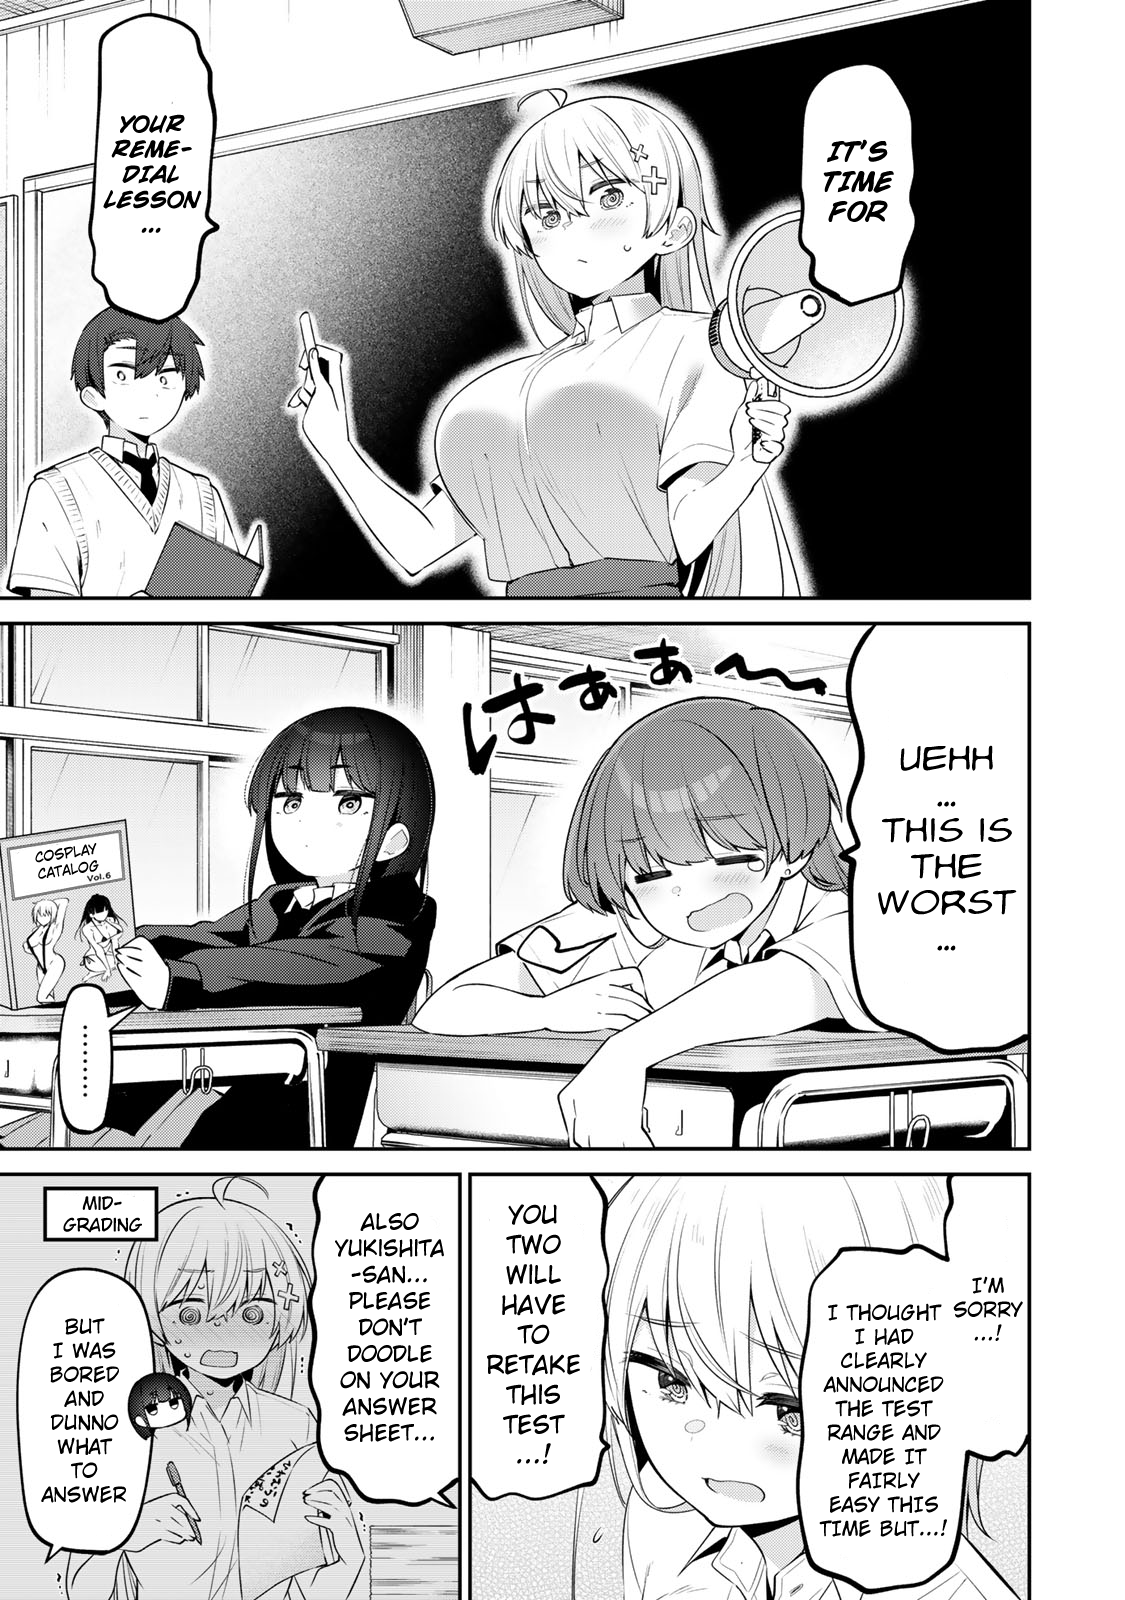 IT'S
TIME
FOR
YOUR
REME-
DIAL
LESSON
...
はぁぁ〜
UEHH
...
THIS IS
THE
WORST
...
COSPLAY
CATALOG
Vol.6
.........
I'M
SORRY
...!
I THOUGHT
I HAD
CLEARLY
ANNOUNCED
THE TEST
RANGE AND
MADE IT
FAIRLY
EASY THIS
TIME BUT...!
YOU
TWO
WILL
HAVE
TO
RETAKE
THIS
TEST
...!
ALSO
YUKISHITA
-SAN...
PLEASE
DON'T
DOODLE
ON YOUR
ANSWER
SHEET...
MID-
GRADING
BUT
I WAS
BORED
AND
DUNNO
WHAT
TO
ANSWER